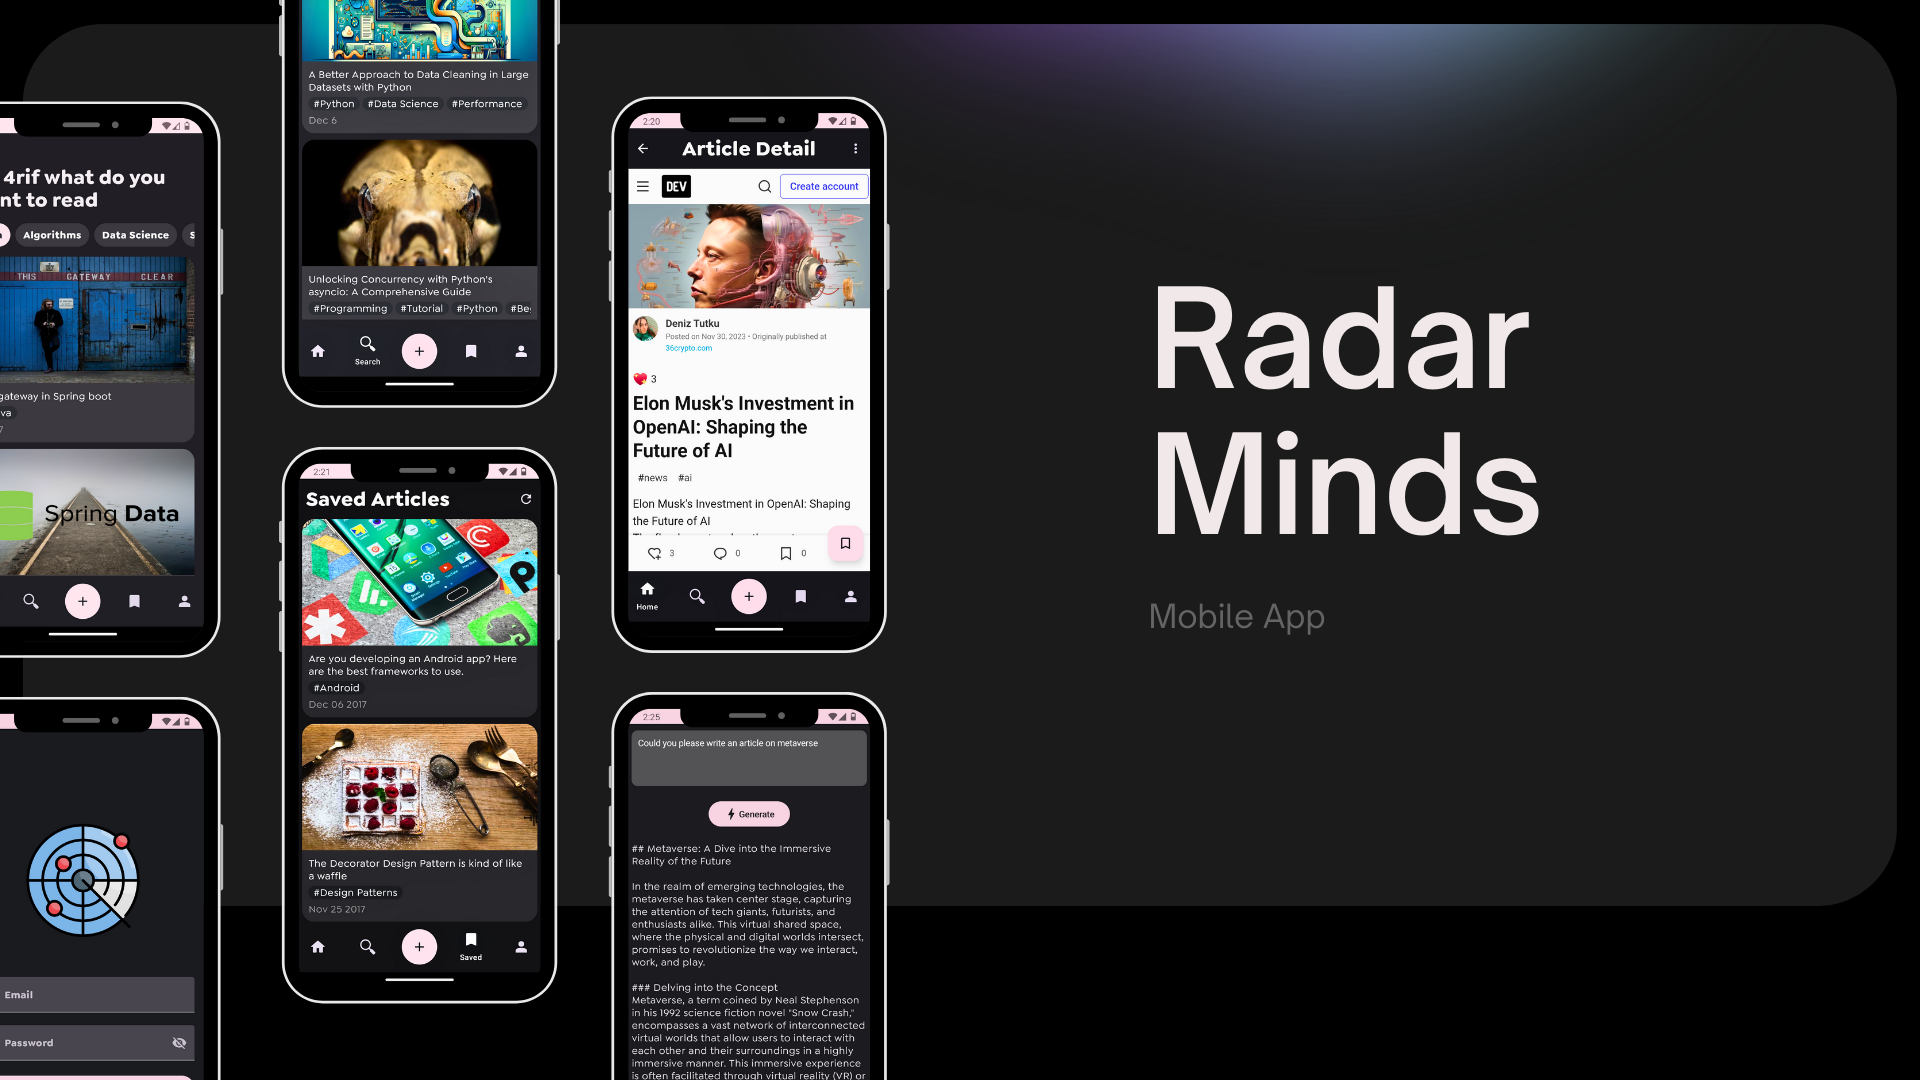 4rif what do you
nt to read
Algorithms
Data Science
THIS GATEWAY CLEAR
gateway in Spring boot
va
Spring Data
Email
Password
A Better Approach to Data Cleaning in Large
Datasets with Python
#Python #Data Science #Performance
Dec 6
Unlocking Concurrency with Python's
asyncio: A Comprehensive Guide
#Programming #Tutorial #Python #Be
Search
2:21
Saved Articles
Are you developing an Android app? Here
are the best frameworks to use.
#Android
Dec 06 2017
The Decorator Design Pattern is kind of like
a waffle
#Design Patterns
Nov 25 2017
Saved
2:20
Article Detail
DEV
Create account
Deniz Tutku
Posted on Nov 30, 2023 • Originally published at
36crypto.com
3
Elon Musk's Investment in
OpenAI: Shaping the
Future of AI
#news #ai
Elon Musk's Investment in OpenAI: Shaping
the Future of AI
3 0 0
Home
2:25
Could you please write an article on metaverse
Generate
## Metaverse: A Dive into the Immersive
Reality of the Future
In the realm of emerging technologies, the
metaverse has taken center stage, capturing
the attention of tech giants, futurists, and
enthusiasts alike. This virtual shared space,
where the physical and digital worlds intersect,
promises to revolutionize the way we interact,
work, and play.
### Delving into the Concept
Metaverse, a term coined by Neal Stephenson
in his 1992 science fiction novel "Snow Crash,"
encompasses a vast network of interconnected
virtual worlds that allow users to interact with
each other and their surroundings in a highly
immersive manner. This immersive experience
is often facilitated through virtual reality (VR) or
Radar
Minds
Mobile App